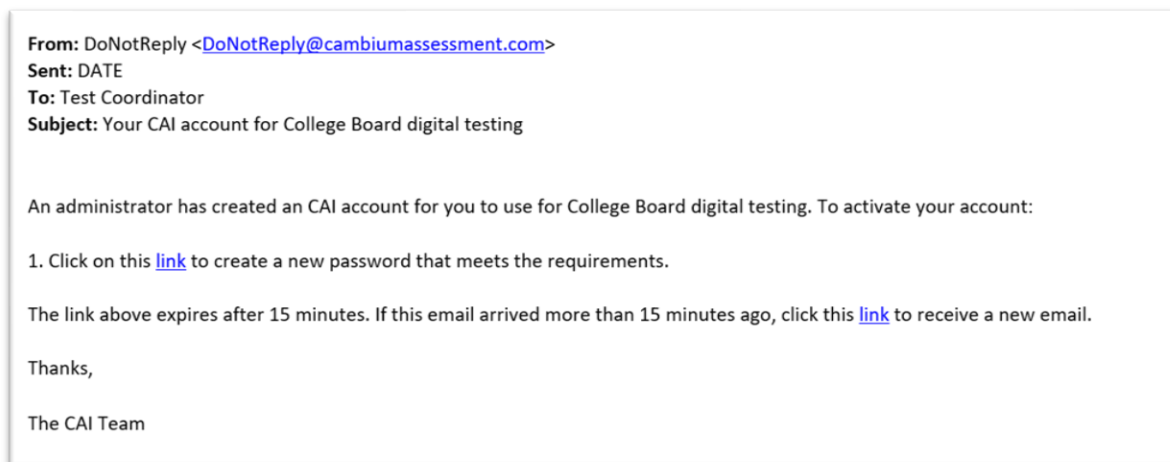 From: DoNotReply <DoNotReply@cambiumassessment.com>
Sent: DATE
To: Test Coordinator
Subject: Your CAI account for College Board digital testing
An administrator has created an CAI account for you to use for College Board digital testing. To activate your account:
1. Click on this link to create a new password that meets the requirements.
The link above expires after 15 minutes. If this email arrived more than 15 minutes ago, click this link to receive a new email.
Thanks,
The CAI Team